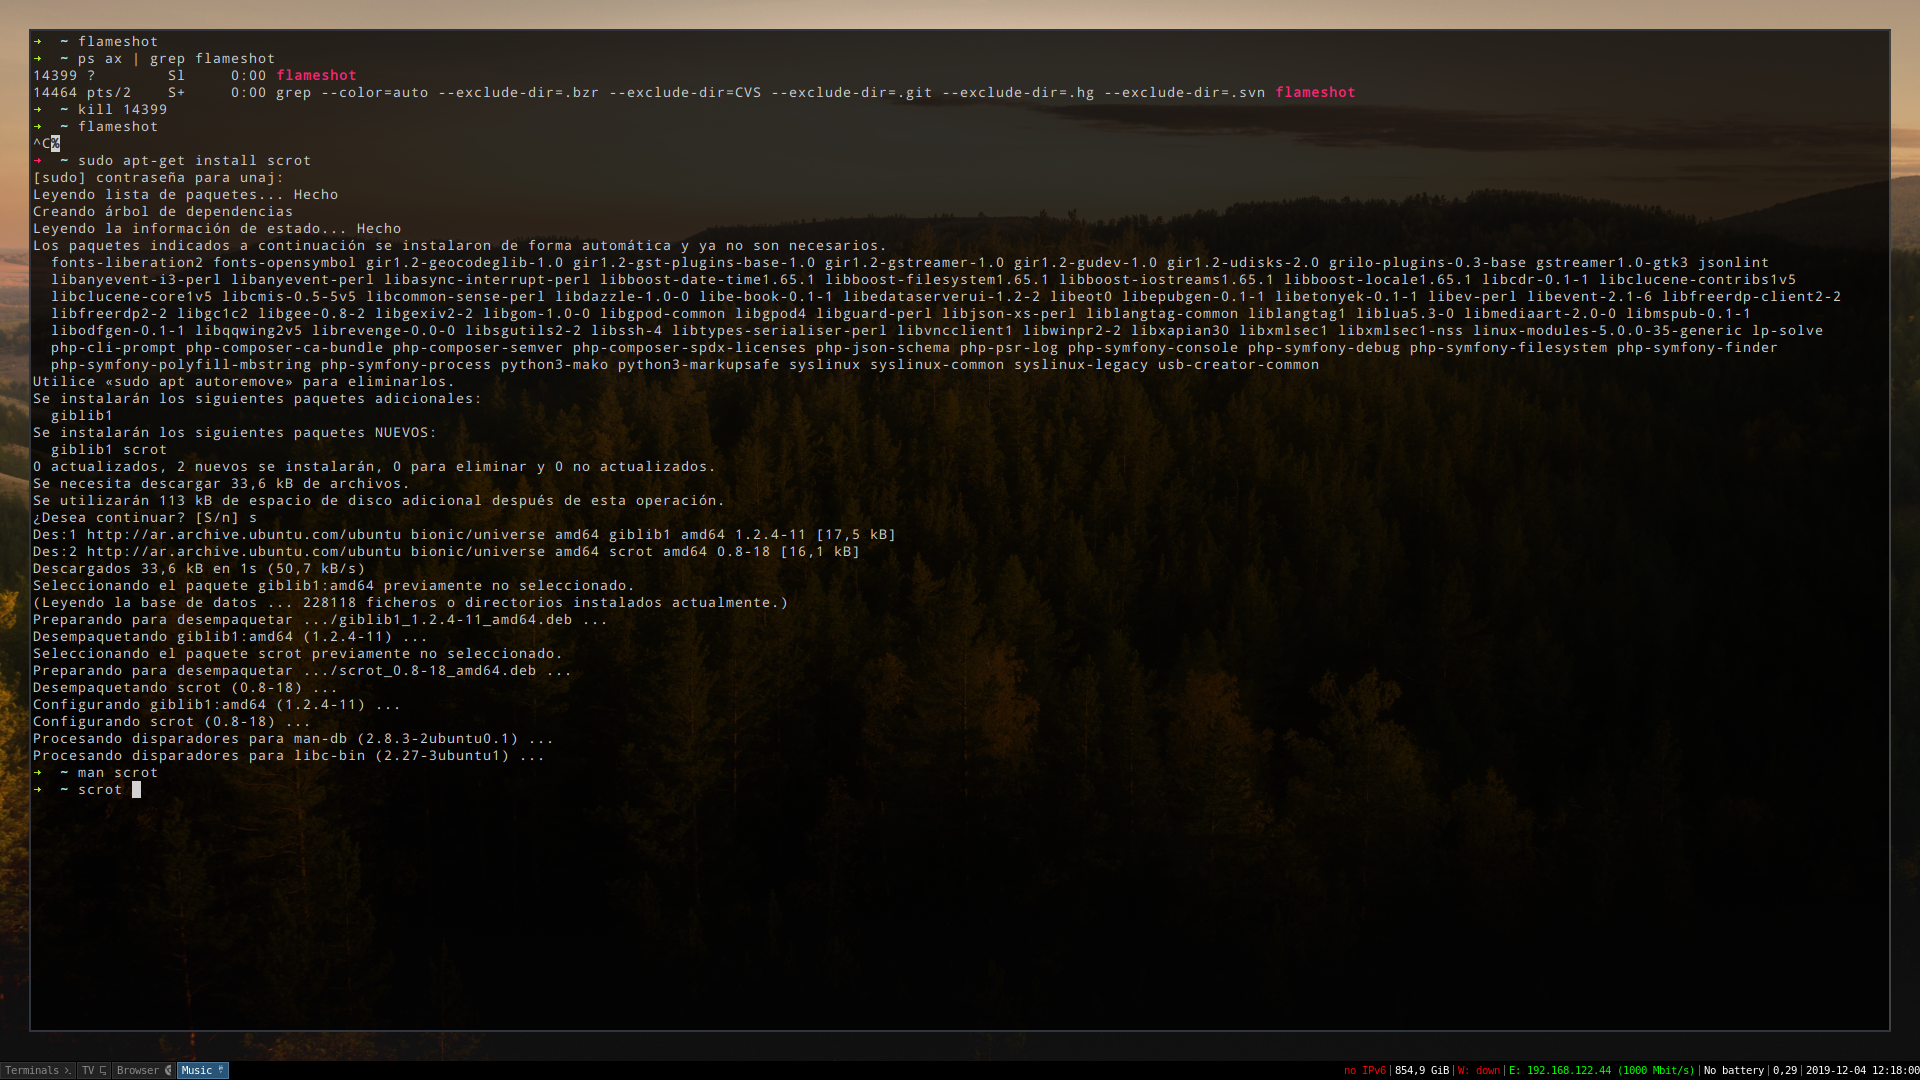 ➜  ~ flameshot
➜  ~ ps ax | grep flameshot
14399 ?        Sl     0:00 flameshot
14464 pts/2    S+     0:00 grep --color=auto --exclude-dir=.bzr --exclude-dir=CVS --exclude-dir=.git --exclude-dir=.hg --exclude-dir=.svn flameshot
➜  ~ kill 14399
➜  ~ flameshot
^C%
➜  ~ sudo apt-get install scrot
[sudo] contraseña para unaj:
Leyendo lista de paquetes... Hecho
Creando árbol de dependencias
Leyendo la información de estado... Hecho
Los paquetes indicados a continuación se instalaron de forma automática y ya no son necesarios.
  fonts-liberation2 fonts-opensymbol gir1.2-geocodeglib-1.0 gir1.2-gst-plugins-base-1.0 gir1.2-gstreamer-1.0 gir1.2-gudev-1.0 gir1.2-udisks-2.0 grilo-plugins-0.3-base gstreamer1.0-gtk3 jsonlint
  libanyevent-i3-perl libanyevent-perl libasync-interrupt-perl libboost-date-time1.65.1 libboost-filesystem1.65.1 libboost-iostreams1.65.1 libboost-locale1.65.1 libcdr-0.1-1 libclucene-contribs1v5
  libclucene-core1v5 libcmis-0.5-5v5 libcommon-sense-perl libdazzle-1.0-0 libe-book-0.1-1 libedataserverui-1.2-2 libeot0 libepubgen-0.1-1 libetonyek-0.1-1 libev-perl libevent-2.1-6 libfreerdp-client2-2
  libfreerdp2-2 libgc1c2 libgee-0.8-2 libgexiv2-2 libgom-1.0-0 libgpod-common libgpod4 libguard-perl libjson-xs-perl liblangtag-common liblangtag1 liblua5.3-0 libmediaart-2.0-0 libmspub-0.1-1
  libodfgen-0.1-1 libqqwing2v5 librevenge-0.0-0 libsgutils2-2 libssh-4 libtypes-serialiser-perl libvncclient1 libwinpr2-2 libxapian30 libxmlsec1 libxmlsec1-nss linux-modules-5.0.0-35-generic lp-solve
  php-cli-prompt php-composer-ca-bundle php-composer-semver php-composer-spdx-licenses php-json-schema php-psr-log php-symfony-console php-symfony-debug php-symfony-filesystem php-symfony-finder
  php-symfony-polyfill-mbstring php-symfony-process python3-mako python3-markupsafe syslinux syslinux-common syslinux-legacy usb-creator-common
Utilice «sudo apt autoremove» para eliminarlos.
Se instalarán los siguientes paquetes adicionales:
  giblib1
Se instalarán los siguientes paquetes NUEVOS:
  giblib1 scrot
0 actualizados, 2 nuevos se instalarán, 0 para eliminar y 0 no actualizados.
Se necesita descargar 33,6 kB de archivos.
Se utilizarán 113 kB de espacio de disco adicional después de esta operación.
¿Desea continuar? [S/n] s
Des:1 http://ar.archive.ubuntu.com/ubuntu bionic/universe amd64 giblib1 amd64 1.2.4-11 [17,5 kB]
Des:2 http://ar.archive.ubuntu.com/ubuntu bionic/universe amd64 scrot amd64 0.8-18 [16,1 kB]
Descargados 33,6 kB en 1s (50,7 kB/s)
Seleccionando el paquete giblib1:amd64 previamente no seleccionado.
(Leyendo la base de datos ... 228118 ficheros o directorios instalados actualmente.)
Preparando para desempaquetar .../giblib1_1.2.4-11_amd64.deb ...
Desempaquetando giblib1:amd64 (1.2.4-11) ...
Seleccionando el paquete scrot previamente no seleccionado.
Preparando para desempaquetar .../scrot_0.8-18_amd64.deb ...
Desempaquetando scrot (0.8-18) ...
Configurando giblib1:amd64 (1.2.4-11) ...
Configurando scrot (0.8-18) ...
Procesando disparadores para man-db (2.8.3-2ubuntu0.1) ...
Procesando disparadores para libc-bin (2.27-3ubuntu1) ...
➜  ~ man scrot
➜  ~ scrot
Terminals TV Browser Music no IPv6|854,9 GiB|W: down|E: 192.168.122.44 (1000 Mbit/s)|No battery|0,29|2019-12-04 12:18:00